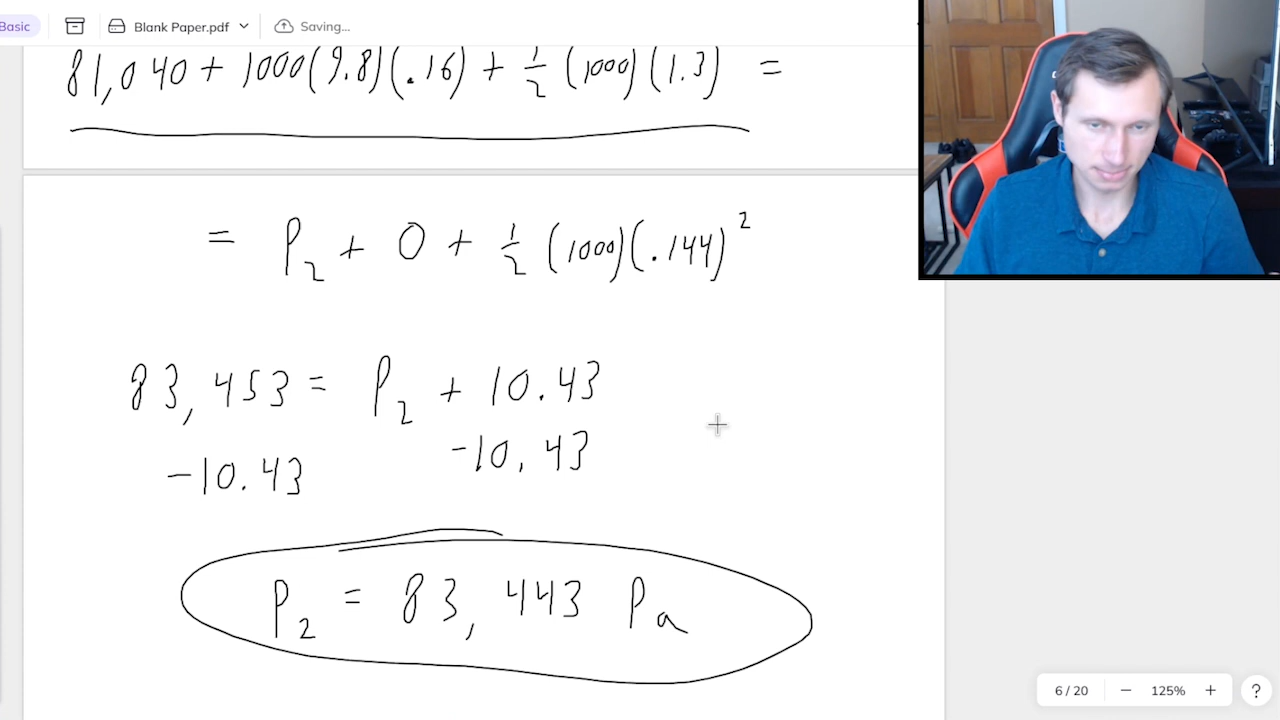 Basic
Blank Paper.pdf
Saving...
81,040 + 1000(9.8)(.16) + 1/2 (1000)(1.3) =
= P₂ + 0 + 1/2 (1000)(.144)²
83,453 = P₂ + 10.43
-10.43 -10.43
P₂ = 83,443 Pa
6 / 20 − 125% + ?